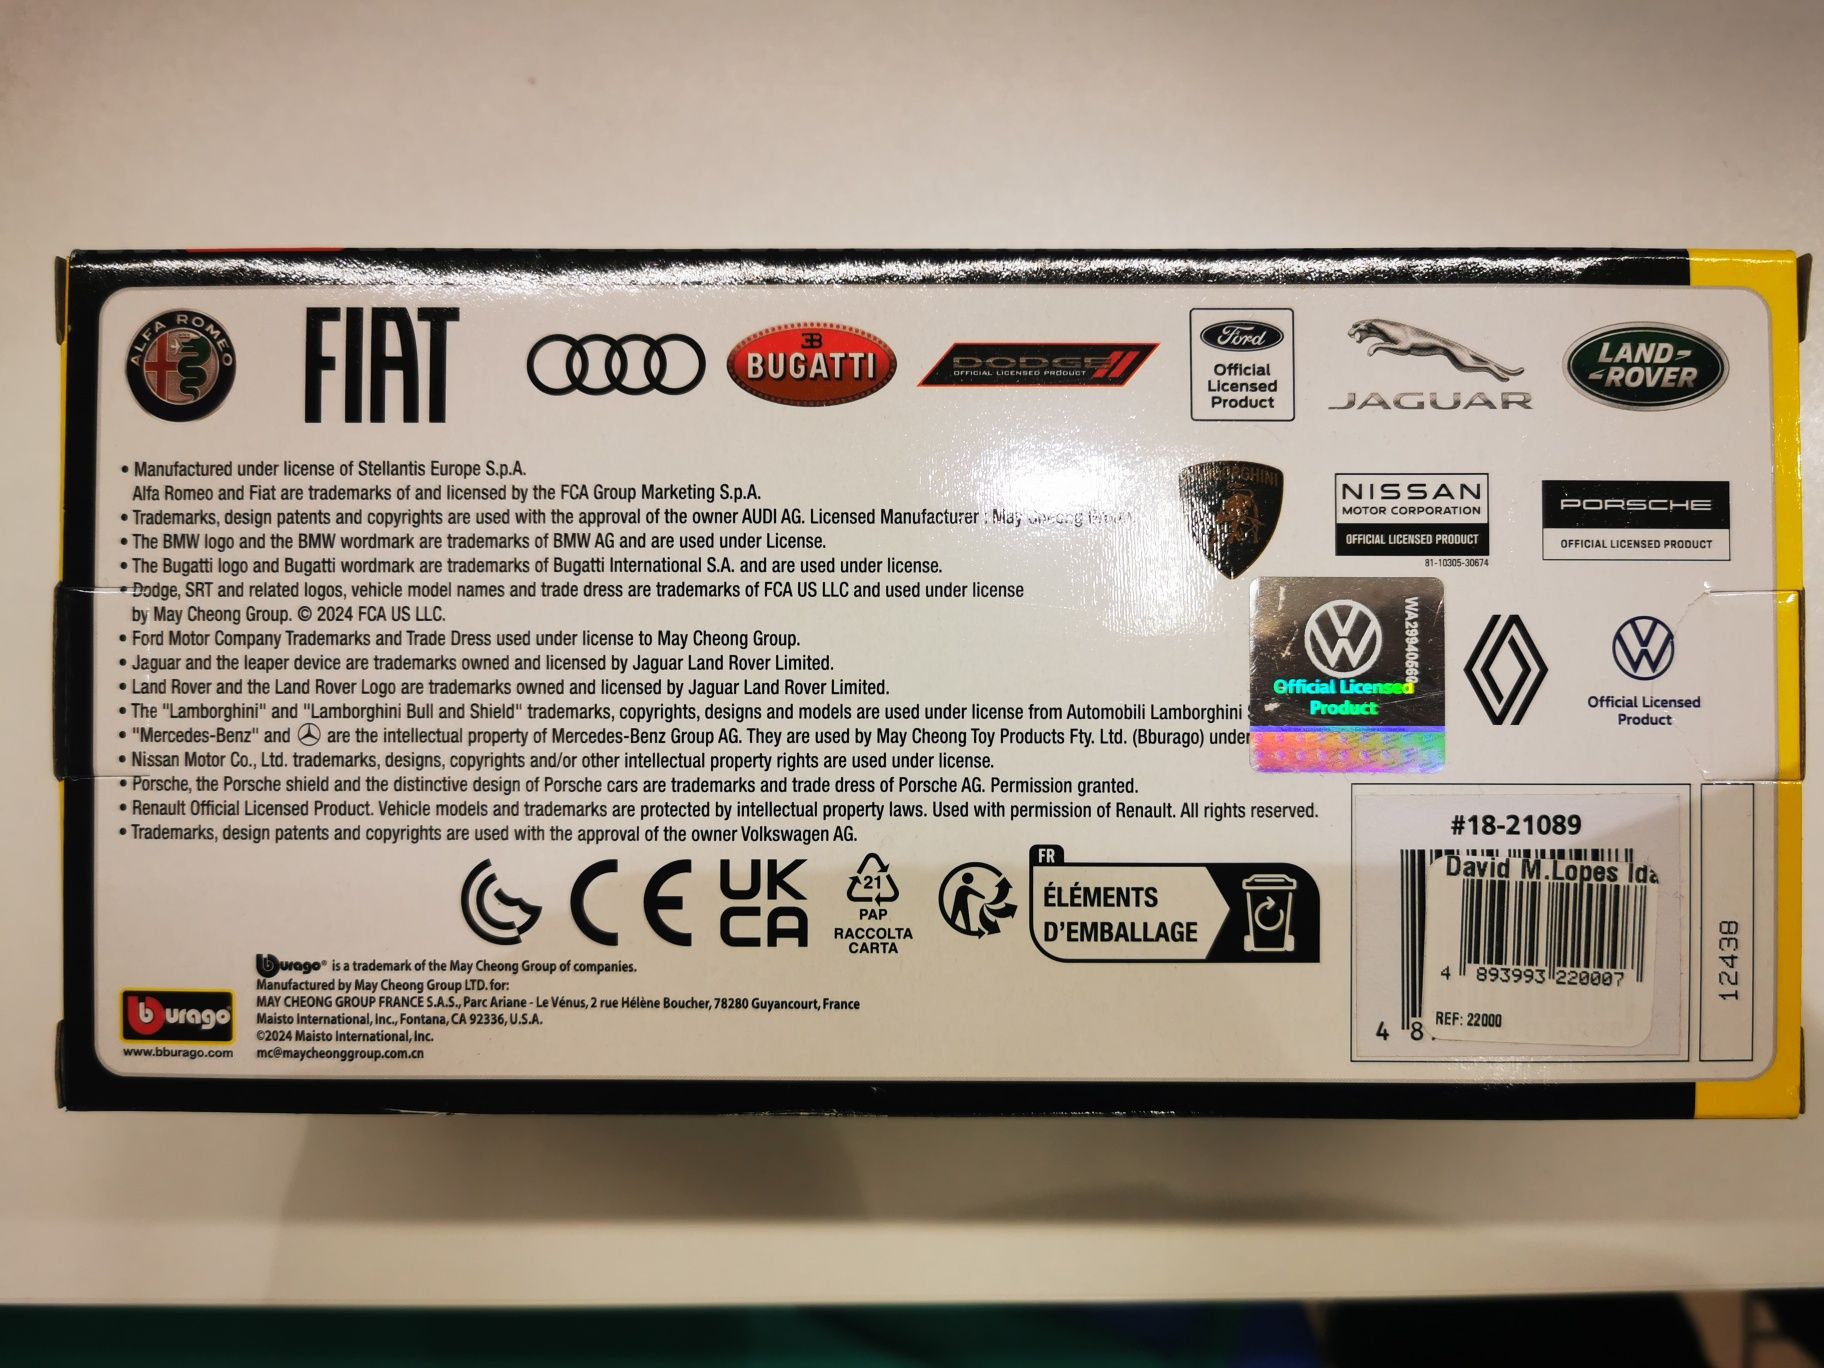 ALFA ROMEO
FIAT
BUGATTI
DODGE
OFFICIAL LICENSED PRODUCT
Ford
Official
Licensed
Product
JAGUAR
LAND-
-ROVER
• Manufactured under license of Stellantis Europe S.p.A.
Alfa Romeo and Fiat are trademarks of and licensed by the FCA Group Marketing S.p.A.
• Trademarks, design patents and copyrights are used with the approval of the owner AUDI AG. Licensed Manufacturer : May Cheong Group
• The BMW logo and the BMW wordmark are trademarks of BMW AG and are used under License.
• The Bugatti logo and Bugatti wordmark are trademarks of Bugatti International S.A. and are used under license.
• Dodge, SRT and related logos, vehicle model names and trade dress are trademarks of FCA US LLC and used under license
by May Cheong Group. © 2024 FCA US LLC.
• Ford Motor Company Trademarks and Trade Dress used under license to May Cheong Group.
• Jaguar and the leaper device are trademarks owned and licensed by Jaguar Land Rover Limited.
• Land Rover and the Land Rover Logo are trademarks owned and licensed by Jaguar Land Rover Limited.
• The "Lamborghini" and "Lamborghini Bull and Shield" trademarks, copyrights, designs and models are used under license from Automobili Lamborghini
• "Mercedes-Benz" and are the intellectual property of Mercedes-Benz Group AG. They are used by May Cheong Toy Products Fty. Ltd. (Bburago) under
• Nissan Motor Co., Ltd. trademarks, designs, copyrights and/or other intellectual property rights are used under license.
• Porsche, the Porsche shield and the distinctive design of Porsche cars are trademarks and trade dress of Porsche AG. Permission granted.
• Renault Official Licensed Product. Vehicle models and trademarks are protected by intellectual property laws. Used with permission of Renault. All rights reserved.
• Trademarks, design patents and copyrights are used with the approval of the owner Volkswagen AG.
LAMBORGHINI
NISSAN
MOTOR CORPORATION
OFFICIAL LICENSED PRODUCT
81-10305-30674
PORSCHE
OFFICIAL LICENSED PRODUCT
WA29940560
Official Licensed
Product
Official Licensed
Product
CE
UK
CA
21
PAP
RACCOLTA
CARTA
FR
ÉLÉMENTS
D'EMBALLAGE
#18-21089
David M.Lopes lda
4 893993 220007
REF: 22000
4 8
12438
burago
www.bburago.com
burago® is a trademark of the May Cheong Group of companies.
Manufactured by May Cheong Group LTD. for:
MAY CHEONG GROUP FRANCE S.A.S., Parc Ariane - Le Vénus, 2 rue Hélène Boucher, 78280 Guyancourt, France
Maisto International, Inc., Fontana, CA 92336, U.S.A.
©2024 Maisto International, Inc.
mc@maycheonggroup.com.cn